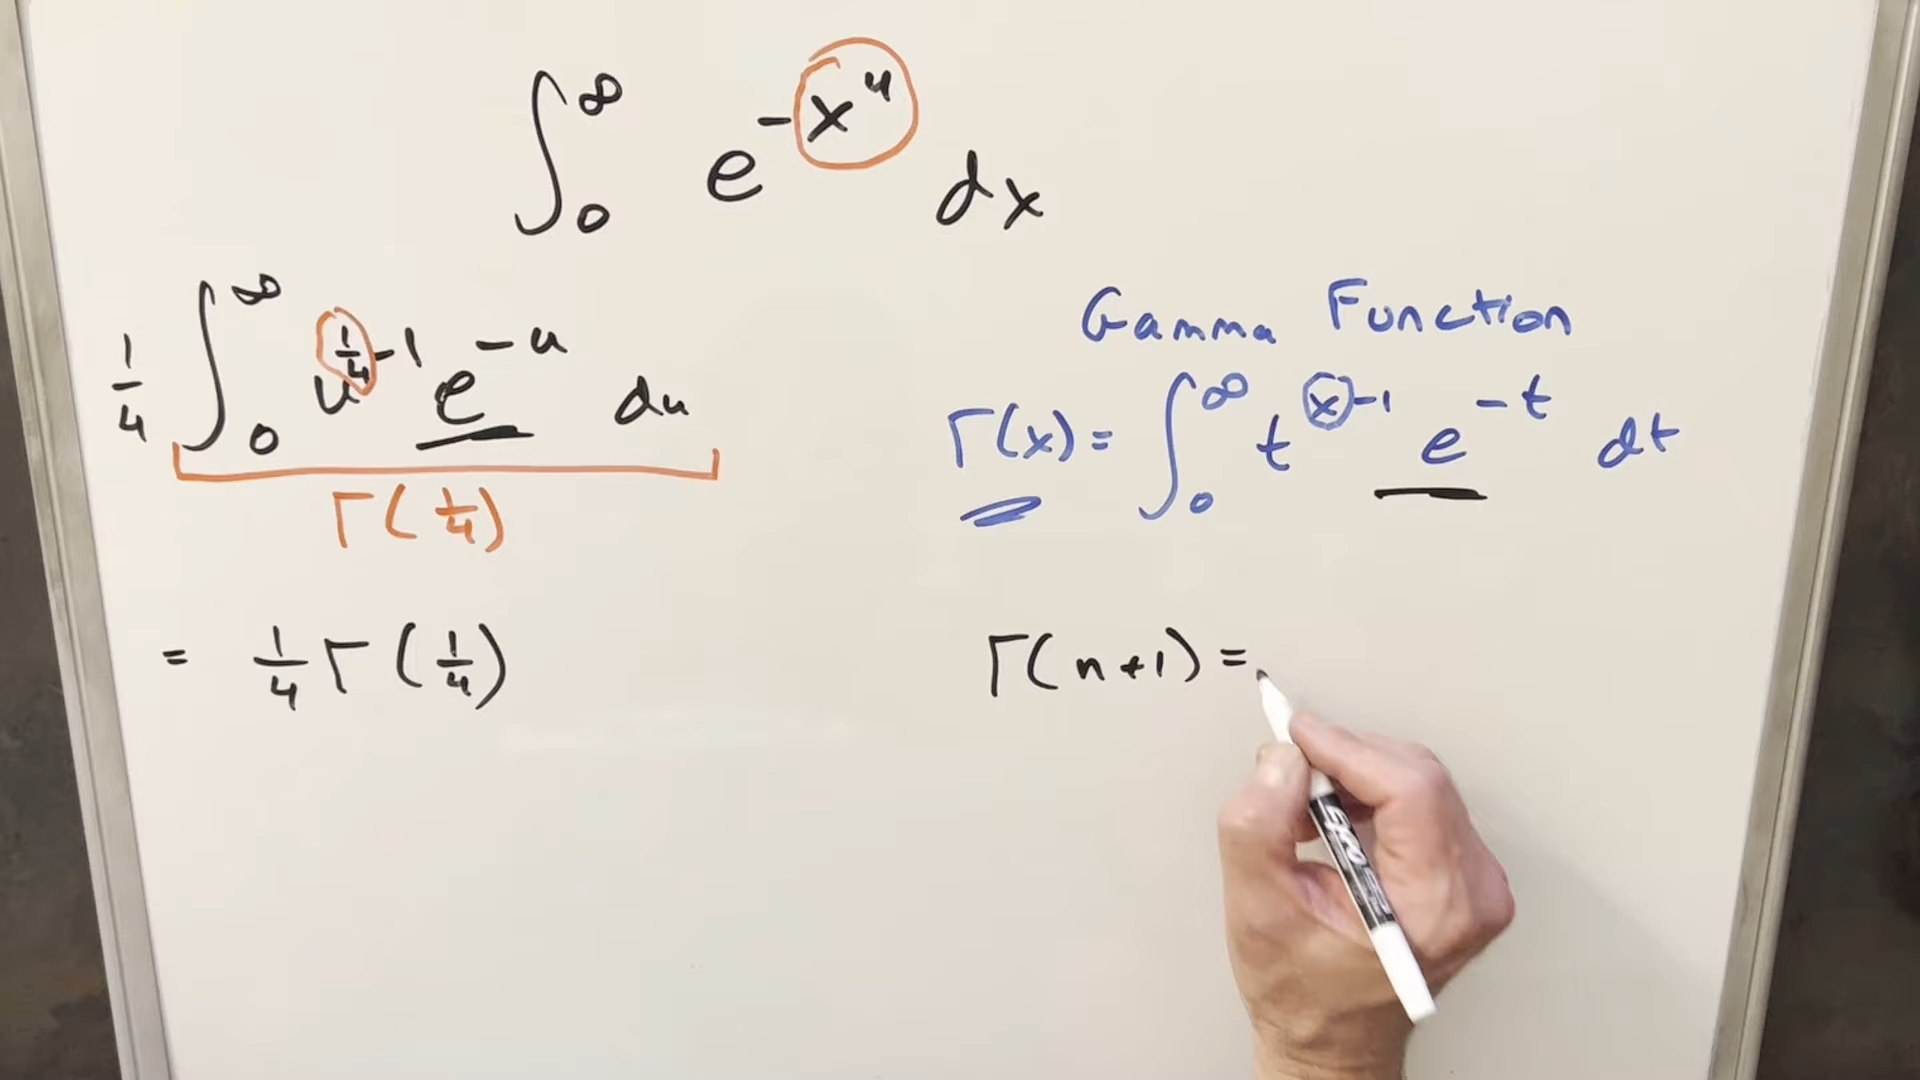 ∫₀^∞ e^(-x⁴) dx
1/4 ∫₀^∞ u^(1/4 - 1) e^(-u) du
Γ(1/4)
= 1/4 Γ(1/4)
Gamma Function
Γ(x) = ∫₀^∞ t^(x-1) e^(-t) dt
Γ(n+1) =
EXPO